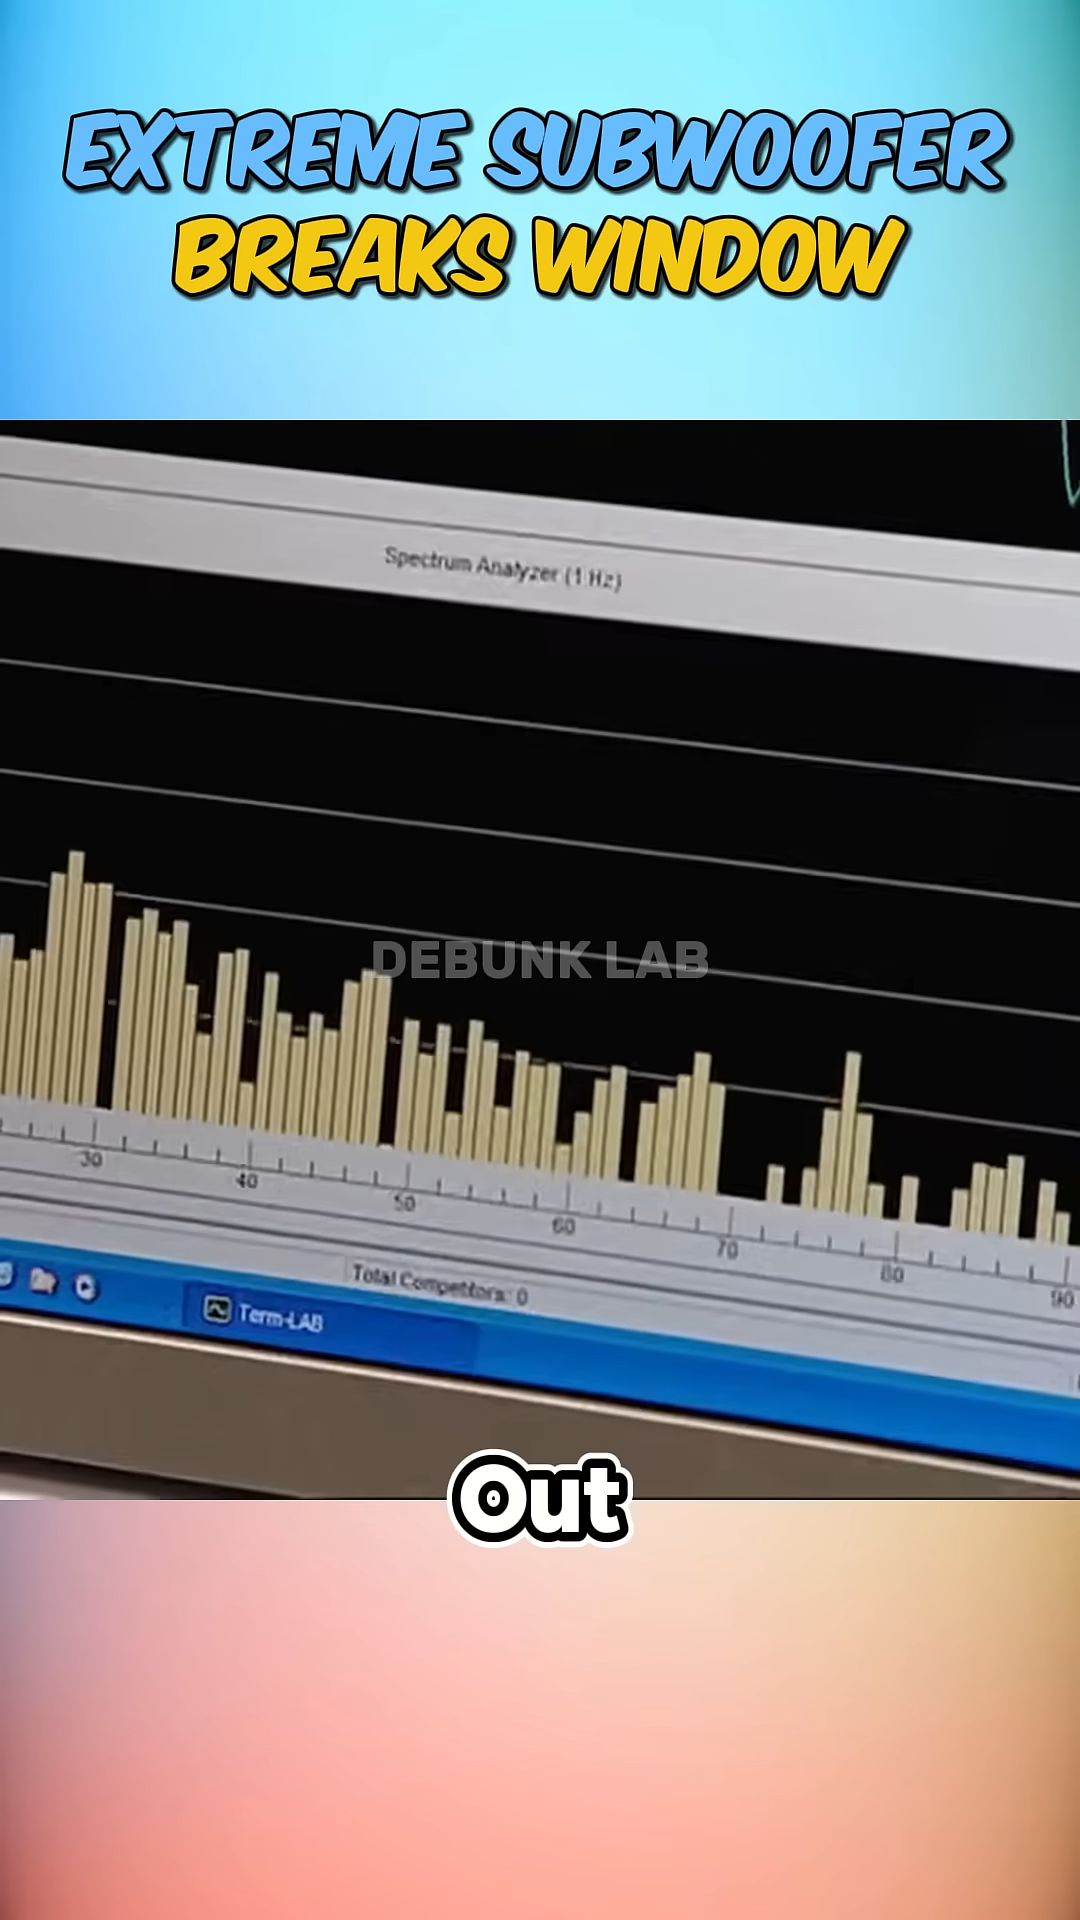 EXTREME SUBWOOFER
BREAKS WINDOW
Spectrum Analyzer (1 Hz)
DEBUNK LAB
30
40
50
60
70
80
90
Total Competitors: 0
Term-LAB
Out